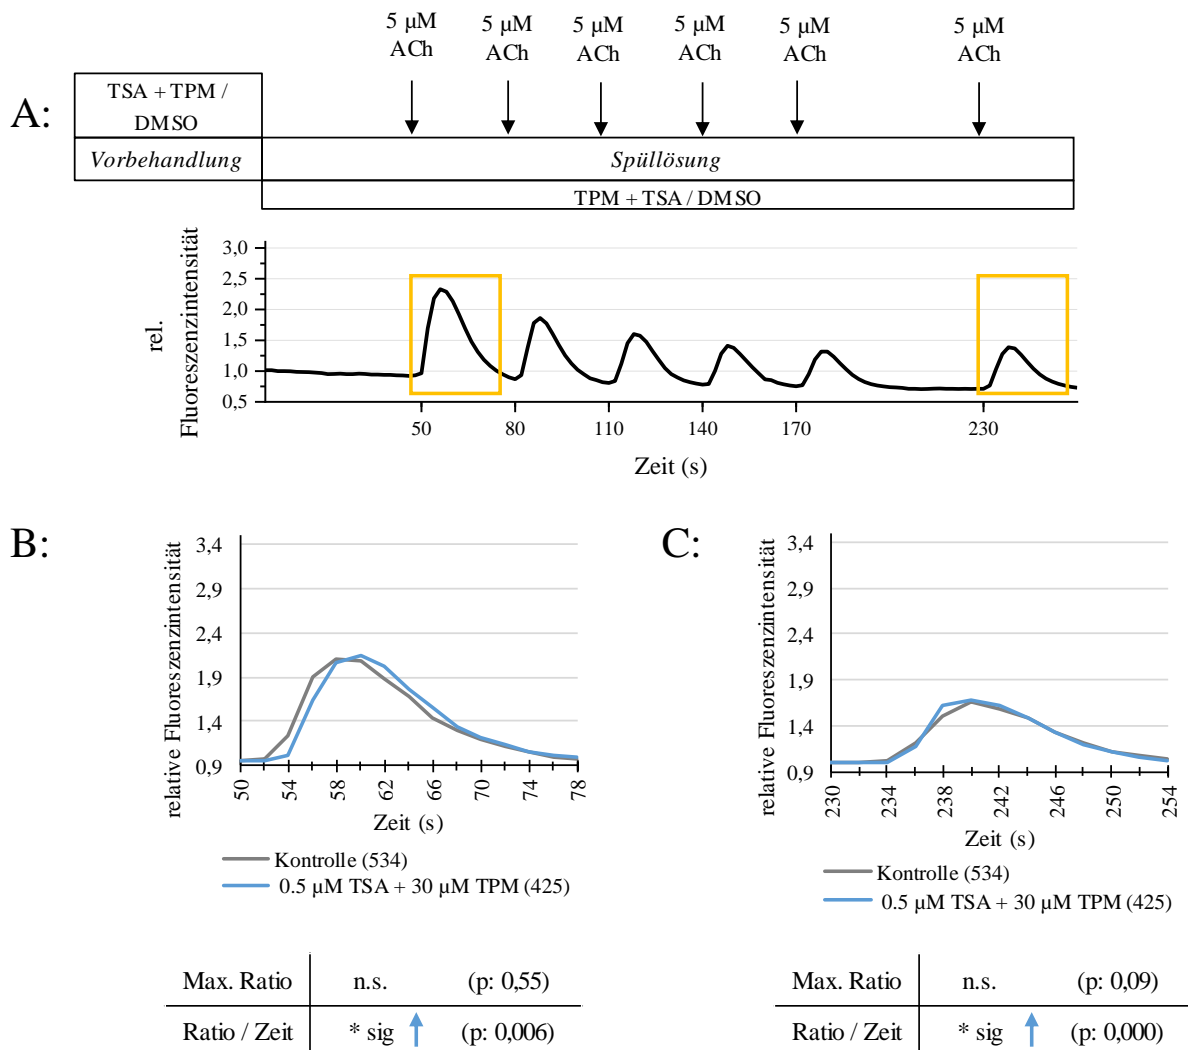 A:
5 µM ACh
5 µM ACh
5 µM ACh
5 µM ACh
5 µM ACh
5 µM ACh
TSA + TPM /
DMSO
Vorbehandlung
Spüllösung
TPM + TSA / DMSO
rel.
Fluoreszenzintensität
3,0
2,5
2,0
1,5
1,0
0,5
50 80 110 140 170 230
Zeit (s)
B:
relative Fluoreszenzintensität
3,4
2,9
2,4
1,9
1,4
0,9
50 54 58 62 66 70 74 78
Zeit (s)
Kontrolle (534)
0.5 µM TSA + 30 µM TPM (425)
Max. Ratio n.s. (p: 0,55)
Ratio / Zeit * sig (p: 0,006)
C:
relative Fluoreszenzintensität
3,4
2,9
2,4
1,9
1,4
0,9
230 234 238 242 246 250 254
Zeit (s)
Kontrolle (534)
0.5 µM TSA + 30 µM TPM (425)
Max. Ratio n.s. (p: 0,09)
Ratio / Zeit * sig (p: 0,000)